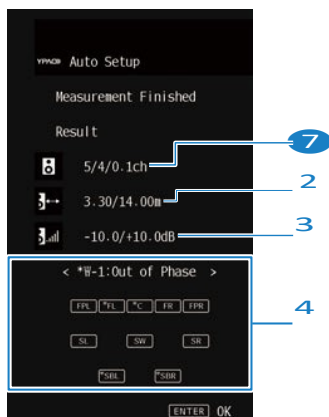 YPAO Auto Setup
Measurement Finished
Result
5/4/0.1ch
7
3.30/14.00m
2
-10.0/+10.0dB
3
< *W-1:Out of Phase >
FPL *FL *C FR FPR
4
SL SW SR
*SBL *SBR
ENTER OK